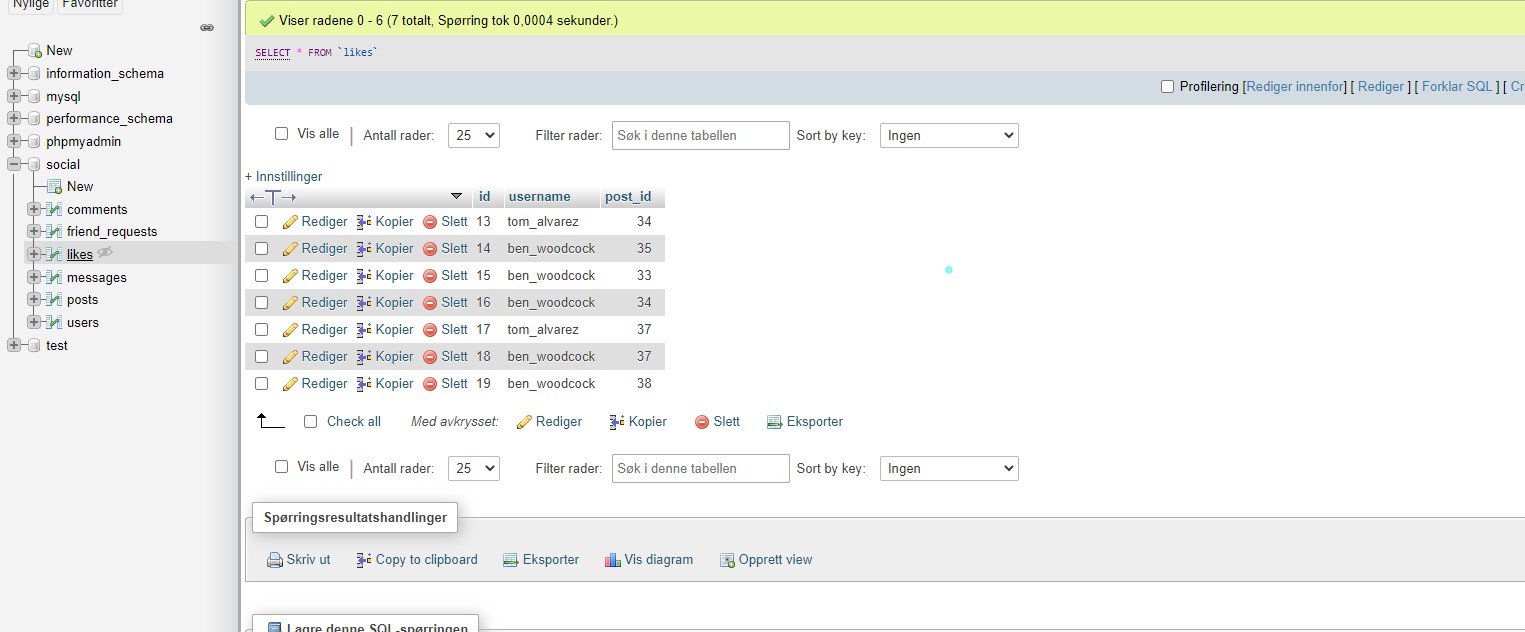 Nylige Favoritter
New
information_schema
mysql
performance_schema
phpmyadmin
social
New
comments
friend_requests
likes
messages
posts
users
test
Viser radene 0 - 6 (7 totalt, Spørring tok 0,0004 sekunder.)
SELECT * FROM `likes`
Profilering [Rediger innenfor] [ Rediger ] [ Forklar SQL ] [ Cr
Vis alle | Antall rader: 25 Filter rader: Søk i denne tabellen Sort by key: Ingen
+ Innstillinger
←T→ id username post_id
Rediger Kopier Slett 13 tom_alvarez 34
Rediger Kopier Slett 14 ben_woodcock 35
Rediger Kopier Slett 15 ben_woodcock 33
Rediger Kopier Slett 16 ben_woodcock 34
Rediger Kopier Slett 17 tom_alvarez 37
Rediger Kopier Slett 18 ben_woodcock 37
Rediger Kopier Slett 19 ben_woodcock 38
Check all Med avkrysset: Rediger Kopier Slett Eksporter
Vis alle | Antall rader: 25 Filter rader: Søk i denne tabellen Sort by key: Ingen
Spørringsresultatshandlinger
Skriv ut Copy to clipboard Eksporter Vis diagram Opprett view
Lagre denne SQL-spørringen